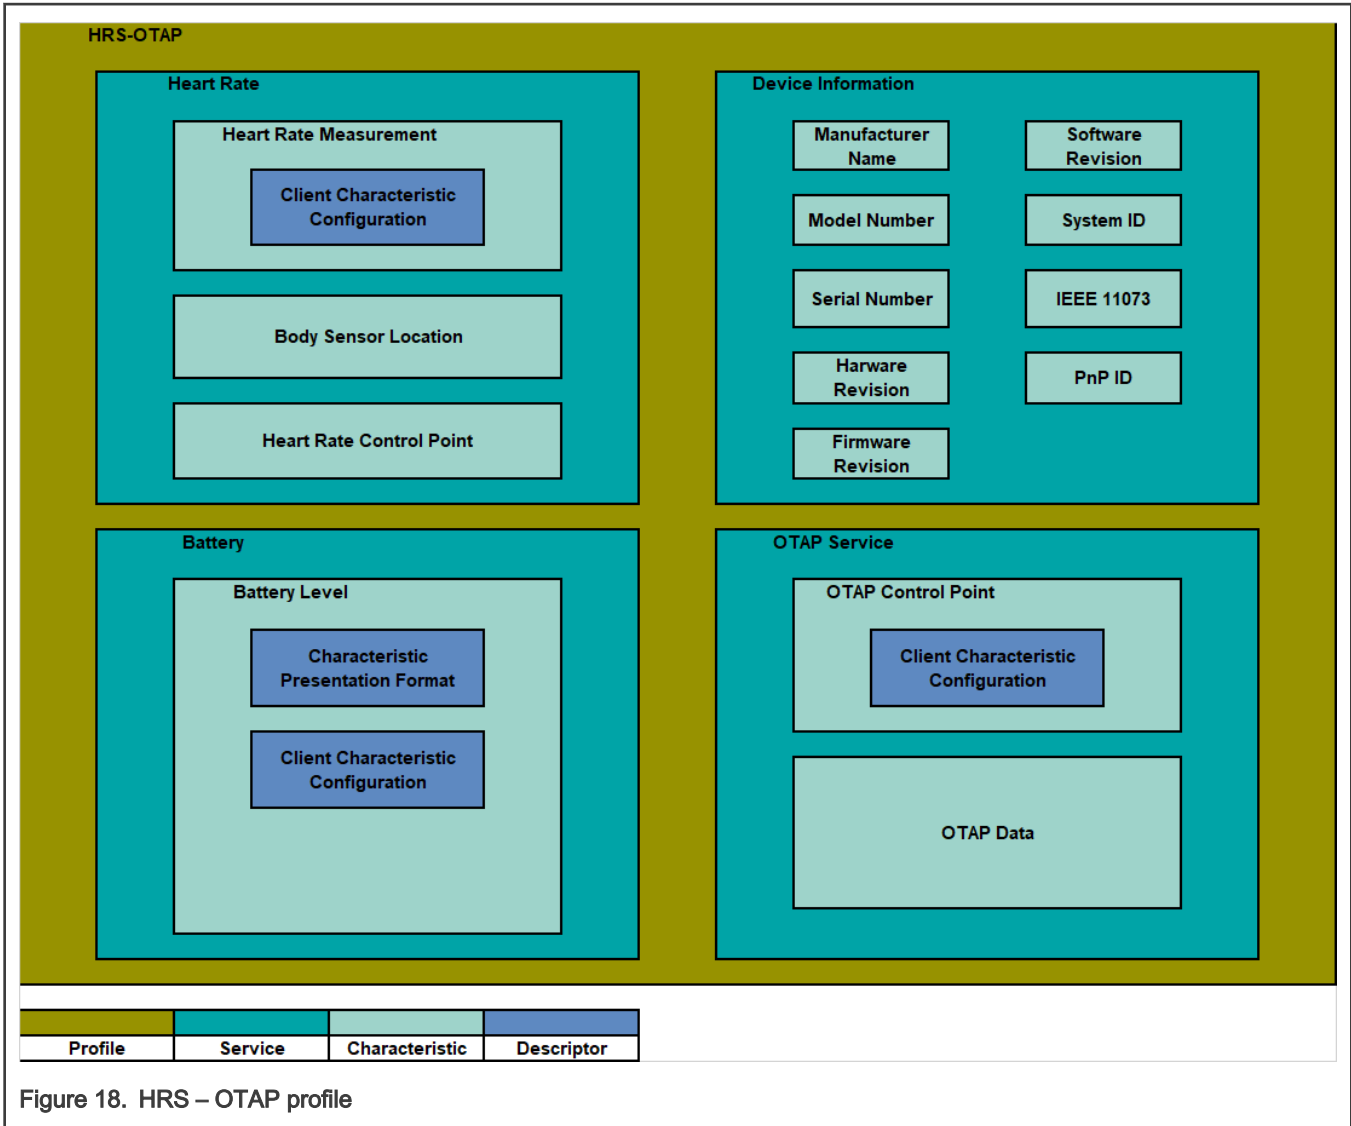 HRS-OTAP
Heart Rate
Heart Rate Measurement
Client Characteristic
Configuration
Body Sensor Location
Heart Rate Control Point
Device Information
Manufacturer
Name
Model Number
Serial Number
Harware
Revision
Firmware
Revision
Software
Revision
System ID
IEEE 11073
PnP ID
Battery
Battery Level
Characteristic
Presentation Format
Client Characteristic
Configuration
OTAP Service
OTAP Control Point
Client Characteristic
Configuration
OTAP Data
Profile
Service
Characteristic
Descriptor
Figure 18. HRS – OTAP profile